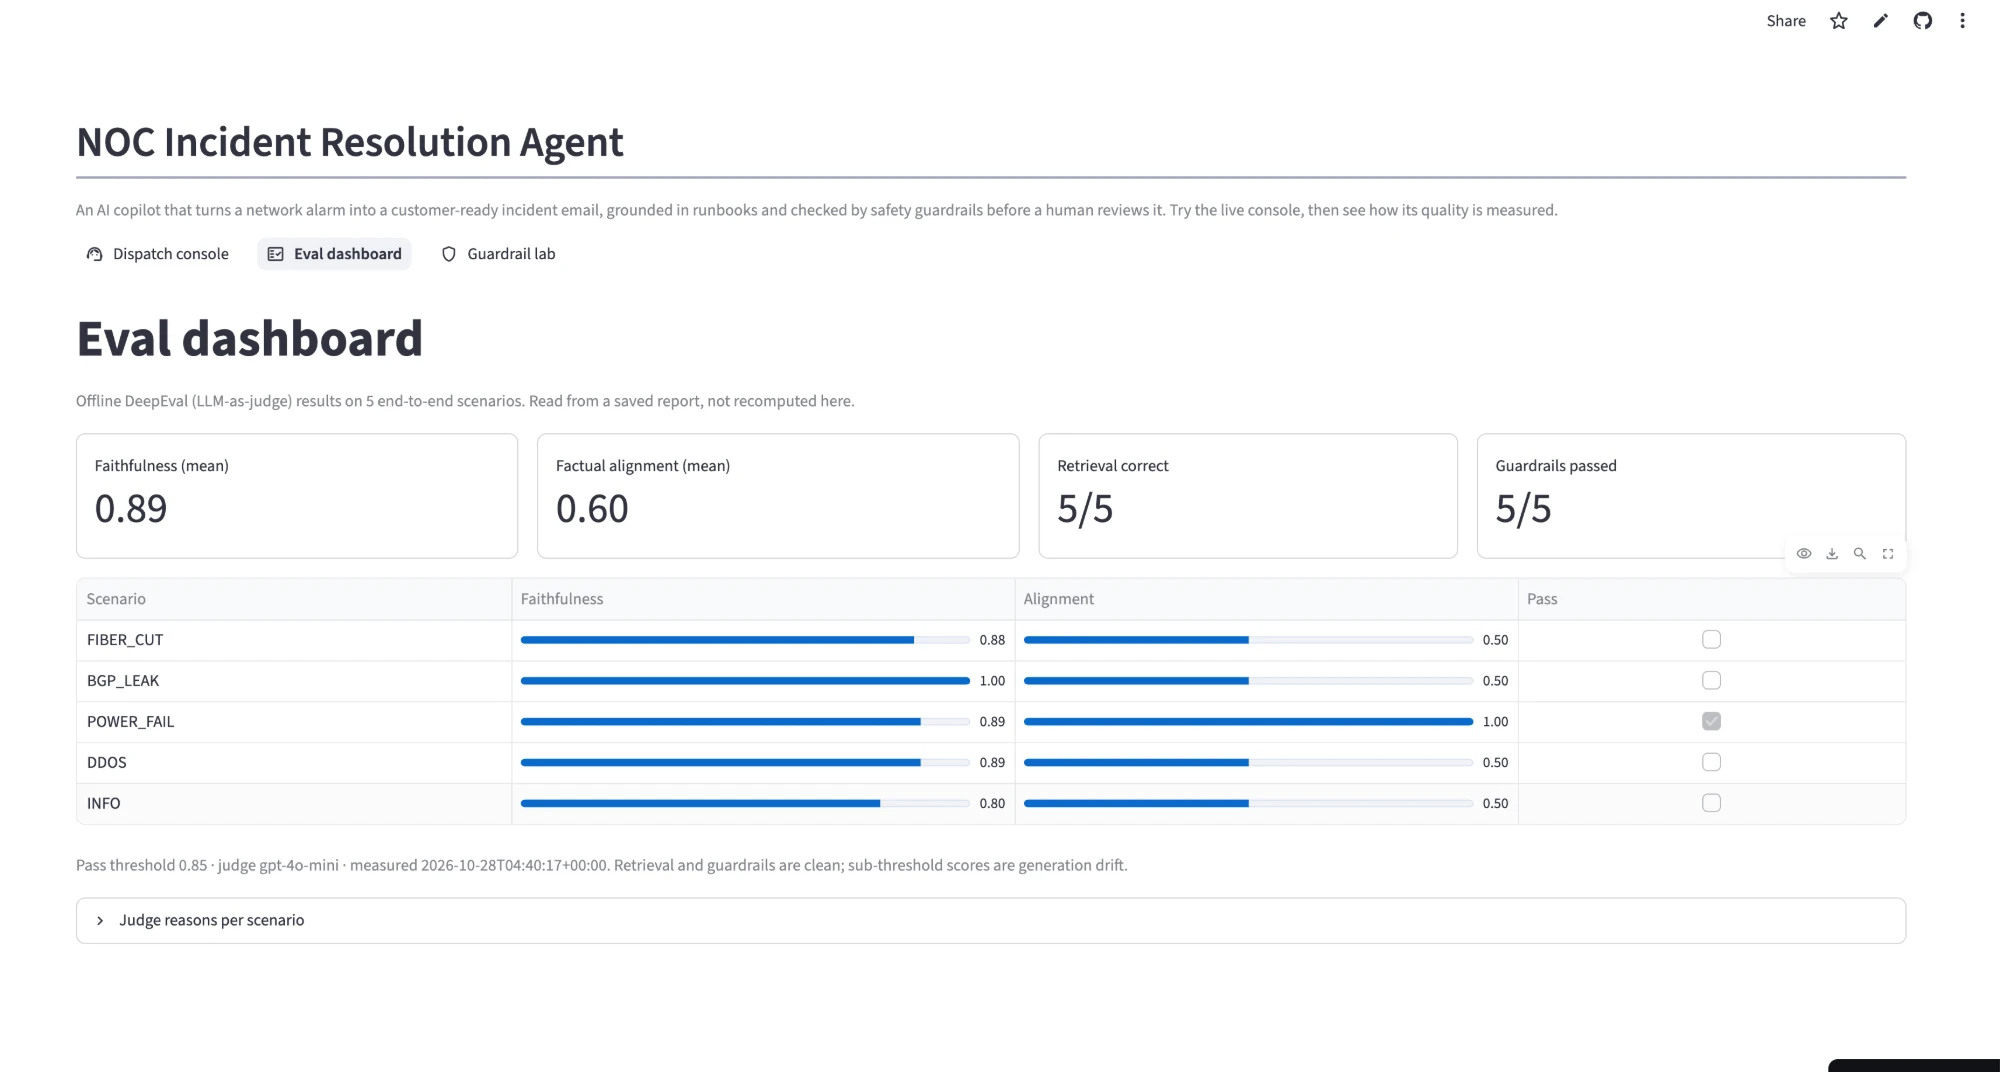 Share
NOC Incident Resolution Agent
An AI copilot that turns a network alarm into a customer-ready incident email, grounded in runbooks and checked by safety guardrails before a human reviews it. Try the live console, then see how its quality is measured.
Dispatch console Eval dashboard Guardrail lab
Eval dashboard
Offline DeepEval (LLM-as-judge) results on 5 end-to-end scenarios. Read from a saved report, not recomputed here.
Faithfulness (mean) Factual alignment (mean) Retrieval correct Guardrails passed
0.89 0.60 5/5 5/5
Scenario Faithfulness Alignment Pass
FIBER_CUT 0.88 0.50
BGP_LEAK 1.00 0.50
POWER_FAIL 0.89 1.00
DDOS 0.89 0.50
INFO 0.80 0.50
Pass threshold 0.85 · judge gpt-4o-mini · measured 2026-10-28T04:40:17+00:00. Retrieval and guardrails are clean; sub-threshold scores are generation drift.
Judge reasons per scenario